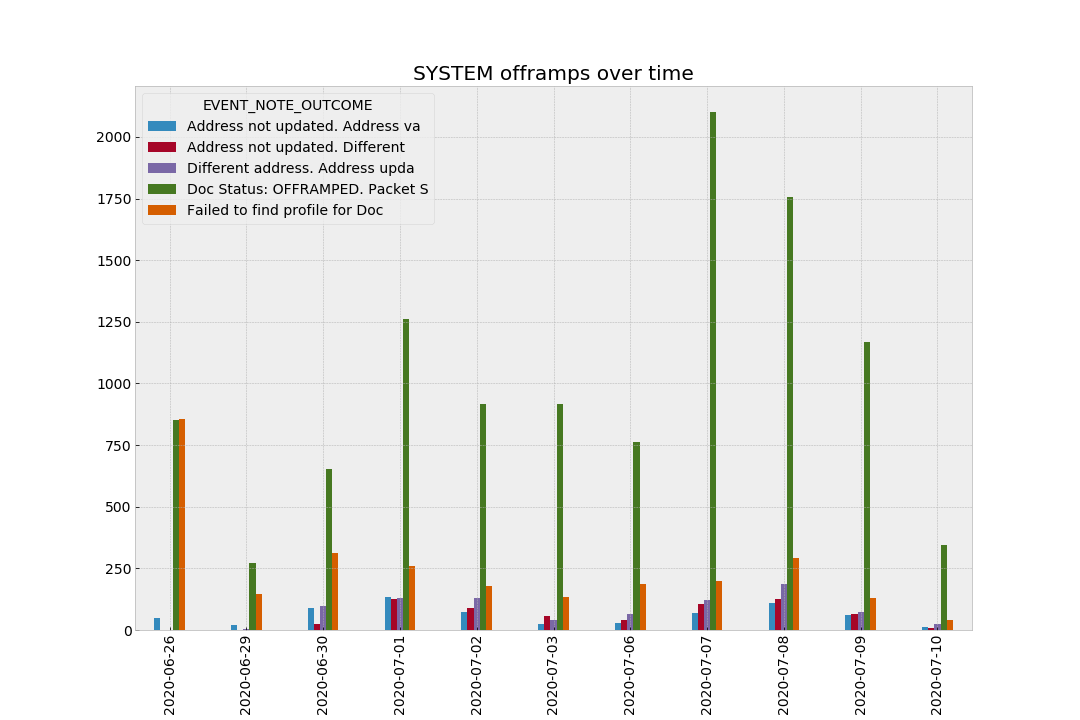 SYSTEM offramps over time
EVENT_NOTE_OUTCOME
Address not updated. Address va
Address not updated. Different
Different address. Address upda
Doc Status: OFFRAMPED. Packet S
Failed to find profile for Doc
2000
1750
1500
1250
1000
750
500
250
0
2020-06-26
2020-06-29
2020-06-30
2020-07-01
2020-07-02
2020-07-03
2020-07-06
2020-07-07
2020-07-08
2020-07-09
2020-07-10